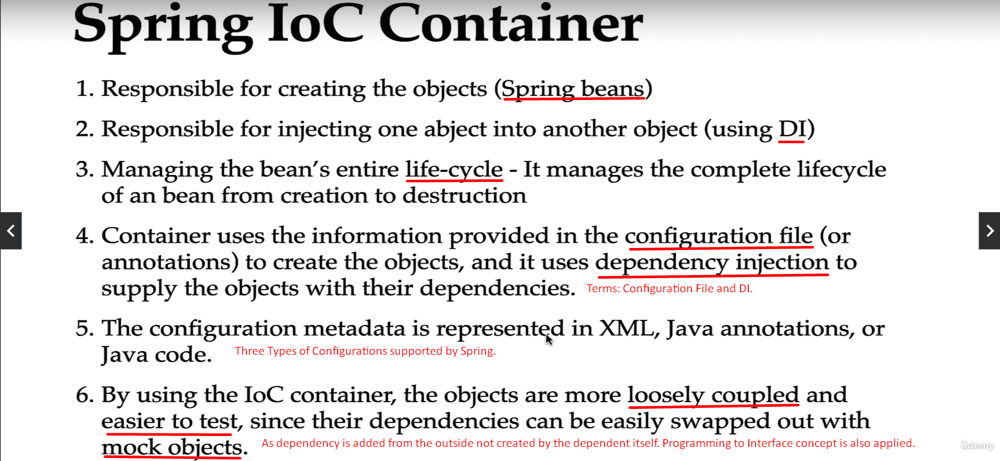 Spring IoC Container
1. Responsible for creating the objects (Spring beans)
2. Responsible for injecting one abject into another object (using DI)
3. Managing the bean's entire life-cycle - It manages the complete lifecycle
of an bean from creation to destruction
4. Container uses the information provided in the configuration file (or
annotations) to create the objects, and it uses dependency injection to
supply the objects with their dependencies. Terms: Configuration File and DI.
5. The configuration metadata is represented in XML, Java annotations, or
Java code. Three Types of Configurations supported by Spring.
6. By using the IoC container, the objects are more loosely coupled and
easier to test, since their dependencies can be easily swapped out with
mock objects. As dependency is added from the outside not created by the dependent itself. Programming to Interface concept is also applied.
ûdemy